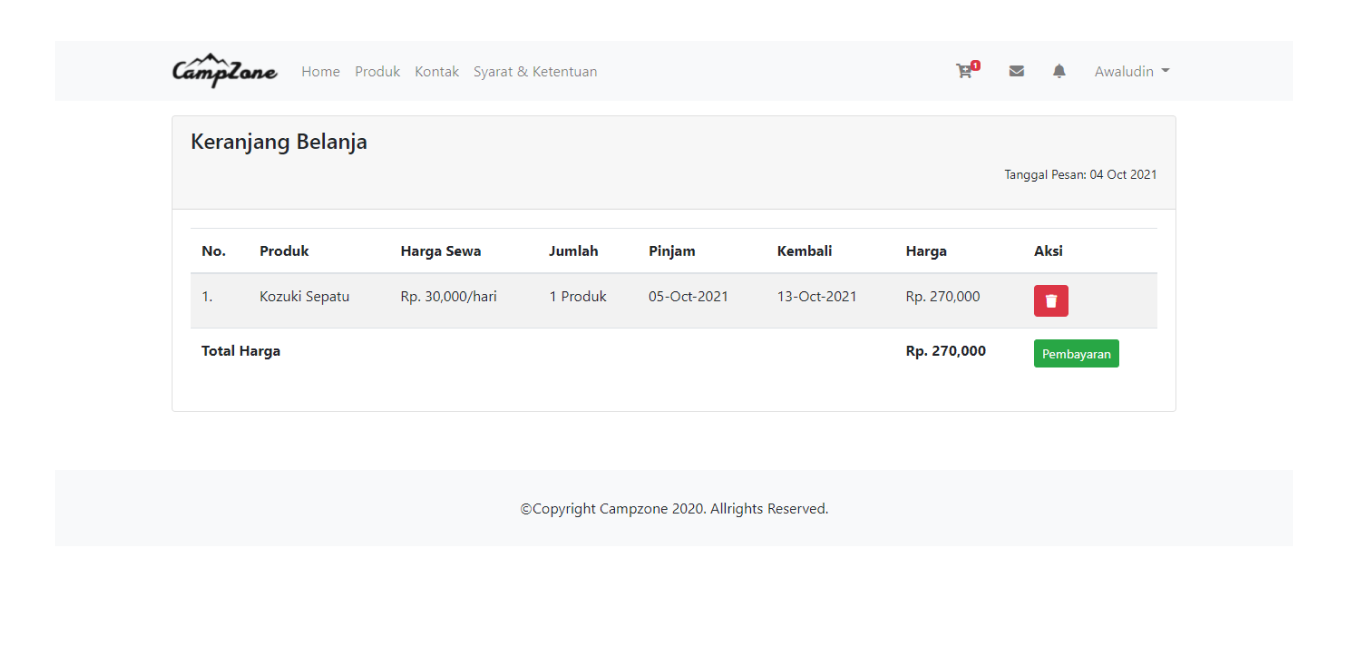 CampZone Home Produk Kontak Syarat & Ketentuan 1 Awaludin
Keranjang Belanja
Tanggal Pesan: 04 Oct 2021
No. Produk Harga Sewa Jumlah Pinjam Kembali Harga Aksi
1. Kozuki Sepatu Rp. 30,000/hari 1 Produk 05-Oct-2021 13-Oct-2021 Rp. 270,000
Total Harga Rp. 270,000 Pembayaran
©Copyright Campzone 2020. Allrights Reserved.